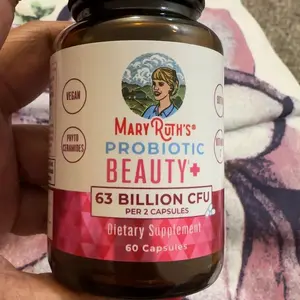 VEGAN
PHYTO
CERAMIDES
MARYRUTH'S®
PROBIOTIC
BEAUTY+
63 BILLION CFU
PER 2 CAPSULES
Dietary Supplement
60 Capsules